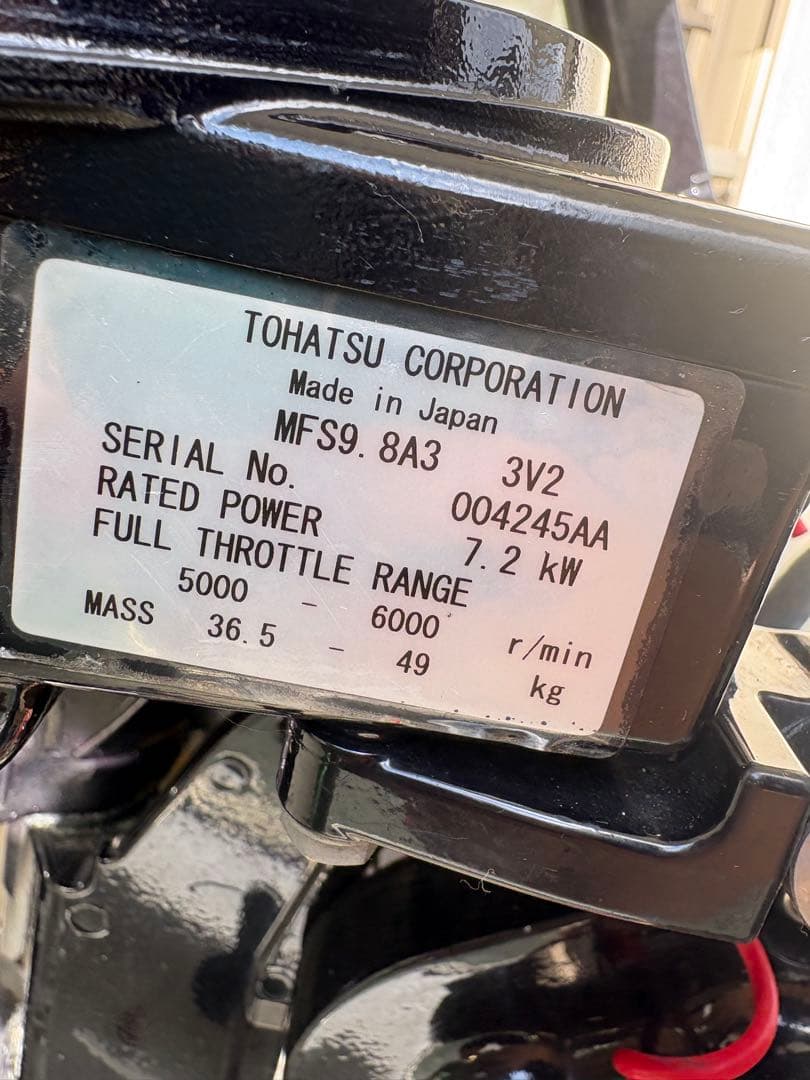 TOHATSU CORPORATION
Made in Japan
MFS9.8A3 3V2
SERIAL No. 004245AA
RATED POWER 7.2 kW
FULL THROTTLE RANGE
5000 - 6000 r/min
MASS 36.5 - 49 kg